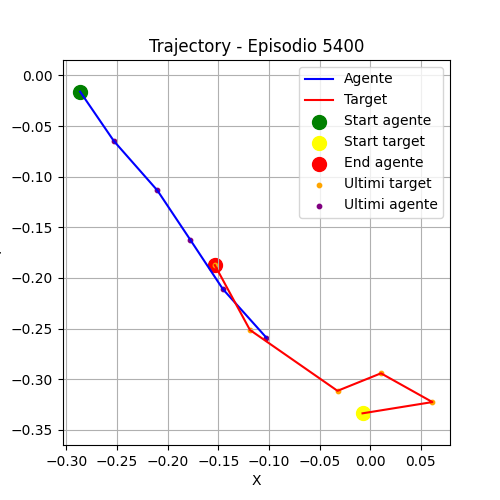 Trajectory - Episodio 5400
Agente
Target
Start agente
Start target
End agente
Ultimi target
Ultimi agente
0.00
−0.05
−0.10
−0.15
−0.20
−0.25
−0.30
−0.35
−0.30 −0.25 −0.20 −0.15 −0.10 −0.05 0.00 0.05
X